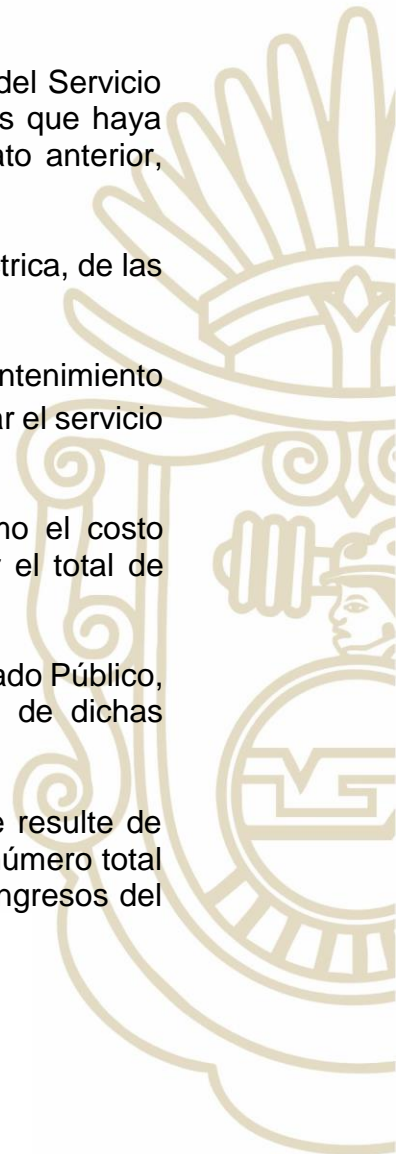 del Servicio
s que haya
ato anterior,
trica, de las
ntenimiento
ar el servicio
no el costo
r el total de
ado Público,
de dichas
e resulte de
número total
ngresos del